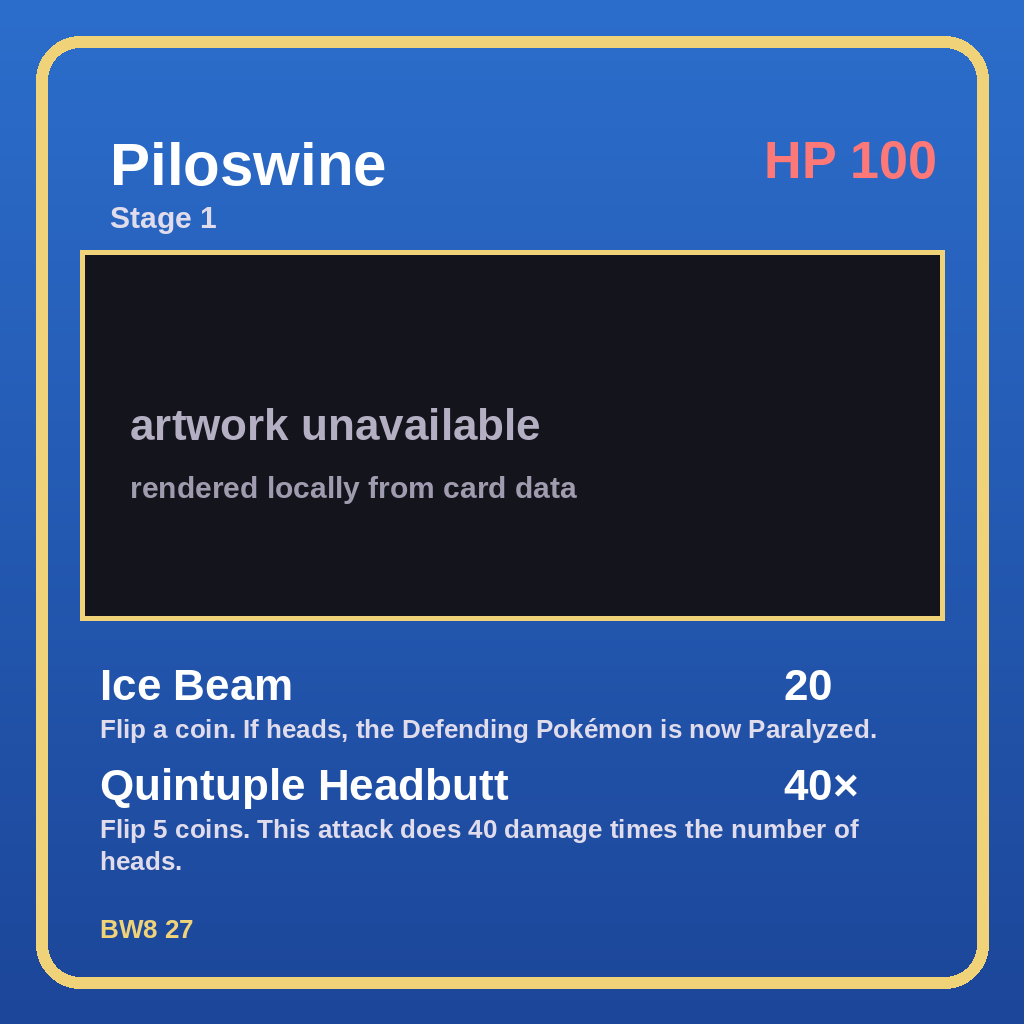 Piloswine
HP 100
Stage 1
artwork unavailable
rendered locally from card data
Ice Beam 20
Flip a coin. If heads, the Defending Pokémon is now Paralyzed.
Quintuple Headbutt 40×
Flip 5 coins. This attack does 40 damage times the number of
heads.
BW8 27